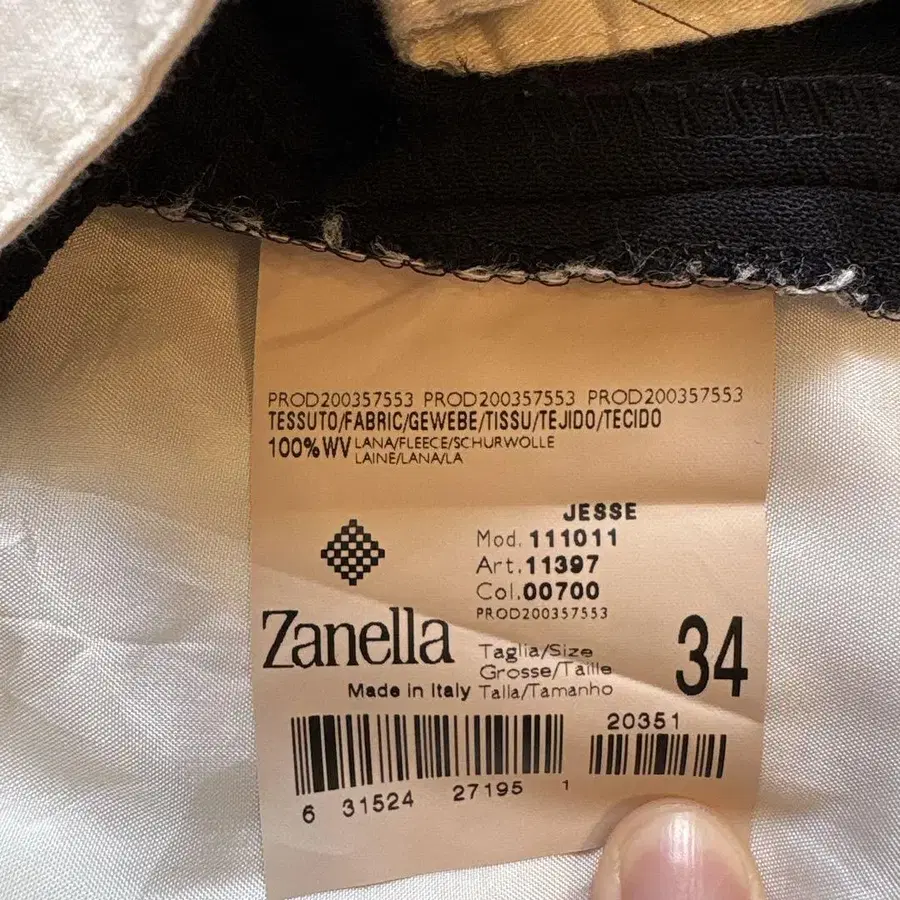 PROD200357553 PROD200357553 PROD200357553
TESSUTO/FABRIC/GEWEBE/TISSU/TEJIDO/TECIDO
100%WV LANA/FLEECE/SCHURWOLLE
LAINE/LANA/LA
JESSE
Mod. 111011
Art. 11397
Col. 00700
PROD200357553
Zanella
Made in Italy
Taglia/Size
Grosse/Taille
Talla/Tamanho
34
20351
6 31524 27195 1